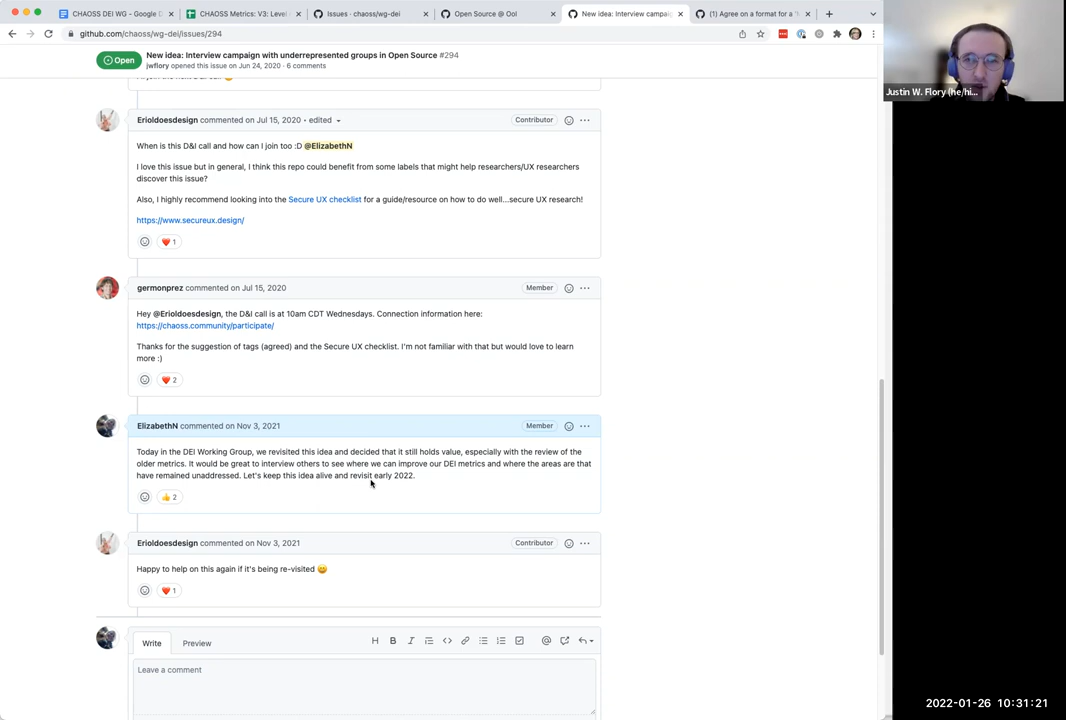 CHAOSS DEI WG - Google D
CHAOSS Metrics: V3: Level
Issues · chaoss/wg-dei
Open Source @ Ool
New idea: Interview campaig
(1) Agree on a format for a
github.com/chaoss/wg-dei/issues/294
Open
New idea: Interview campaign with underrepresented groups in Open Source #294
jwflory opened this issue on Jun 24, 2020 · 6 comments
Erioldoesdesign commented on Jul 15, 2020 · edited
Contributor
When is this D&I call and how can I join too :D @ElizabethN
I love this issue but in general, I think this repo could benefit from some labels that might help researchers/UX researchers
discover this issue?
Also, I highly recommend looking into the Secure UX checklist for a guide/resource on how to do well...secure UX research!
https://www.secureux.design/
1
germonprez commented on Jul 15, 2020
Member
Hey @Erioldoesdesign, the D&I call is at 10am CDT Wednesdays. Connection information here:
https://chaoss.community/participate/
Thanks for the suggestion of tags (agreed) and the Secure UX checklist. I'm not familiar with that but would love to learn
more :)
2
ElizabethN commented on Nov 3, 2021
Member
Today in the DEI Working Group, we revisited this idea and decided that it still holds value, especially with the review of the
older metrics. It would be great to interview others to see where we can improve our DEI metrics and where the areas are that
have remained unaddressed. Let's keep this idea alive and revisit early 2022.
2
Erioldoesdesign commented on Nov 3, 2021
Contributor
Happy to help on this again if it's being re-visited
1
Write
Preview
H B I
Leave a comment
Justin W. Flory (he/hi...
2022-01-26 10:31:21